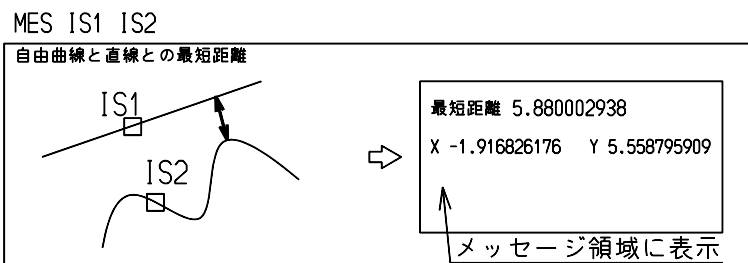 MES IS1 IS2
自由曲線と直線との最短距離
IS1
IS2
最短距離 5.880002938
X -1.916826176 Y 5.558795909
メッセージ領域に表示